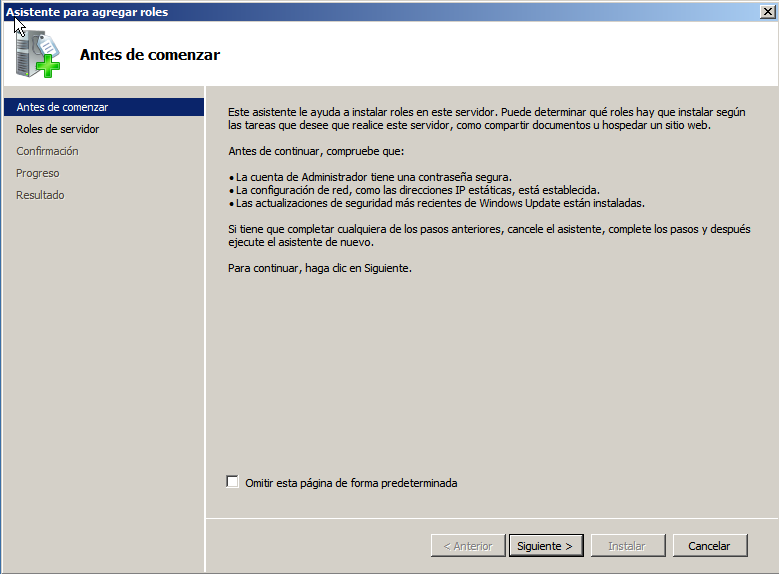 Asistente para agregar roles
Antes de comenzar
Antes de comenzar
Roles de servidor
Confirmación
Progreso
Resultado
Este asistente le ayuda a instalar roles en este servidor. Puede determinar qué roles hay que instalar según
las tareas que desee que realice este servidor, como compartir documentos u hospedar un sitio web.
Antes de continuar, compruebe que:
• La cuenta de Administrador tiene una contraseña segura.
• La configuración de red, como las direcciones IP estáticas, está establecida.
• Las actualizaciones de seguridad más recientes de Windows Update están instaladas.
Si tiene que completar cualquiera de los pasos anteriores, cancele el asistente, complete los pasos y después
ejecute el asistente de nuevo.
Para continuar, haga clic en Siguiente.
Omitir esta página de forma predeterminada
< Anterior Siguiente > Instalar Cancelar